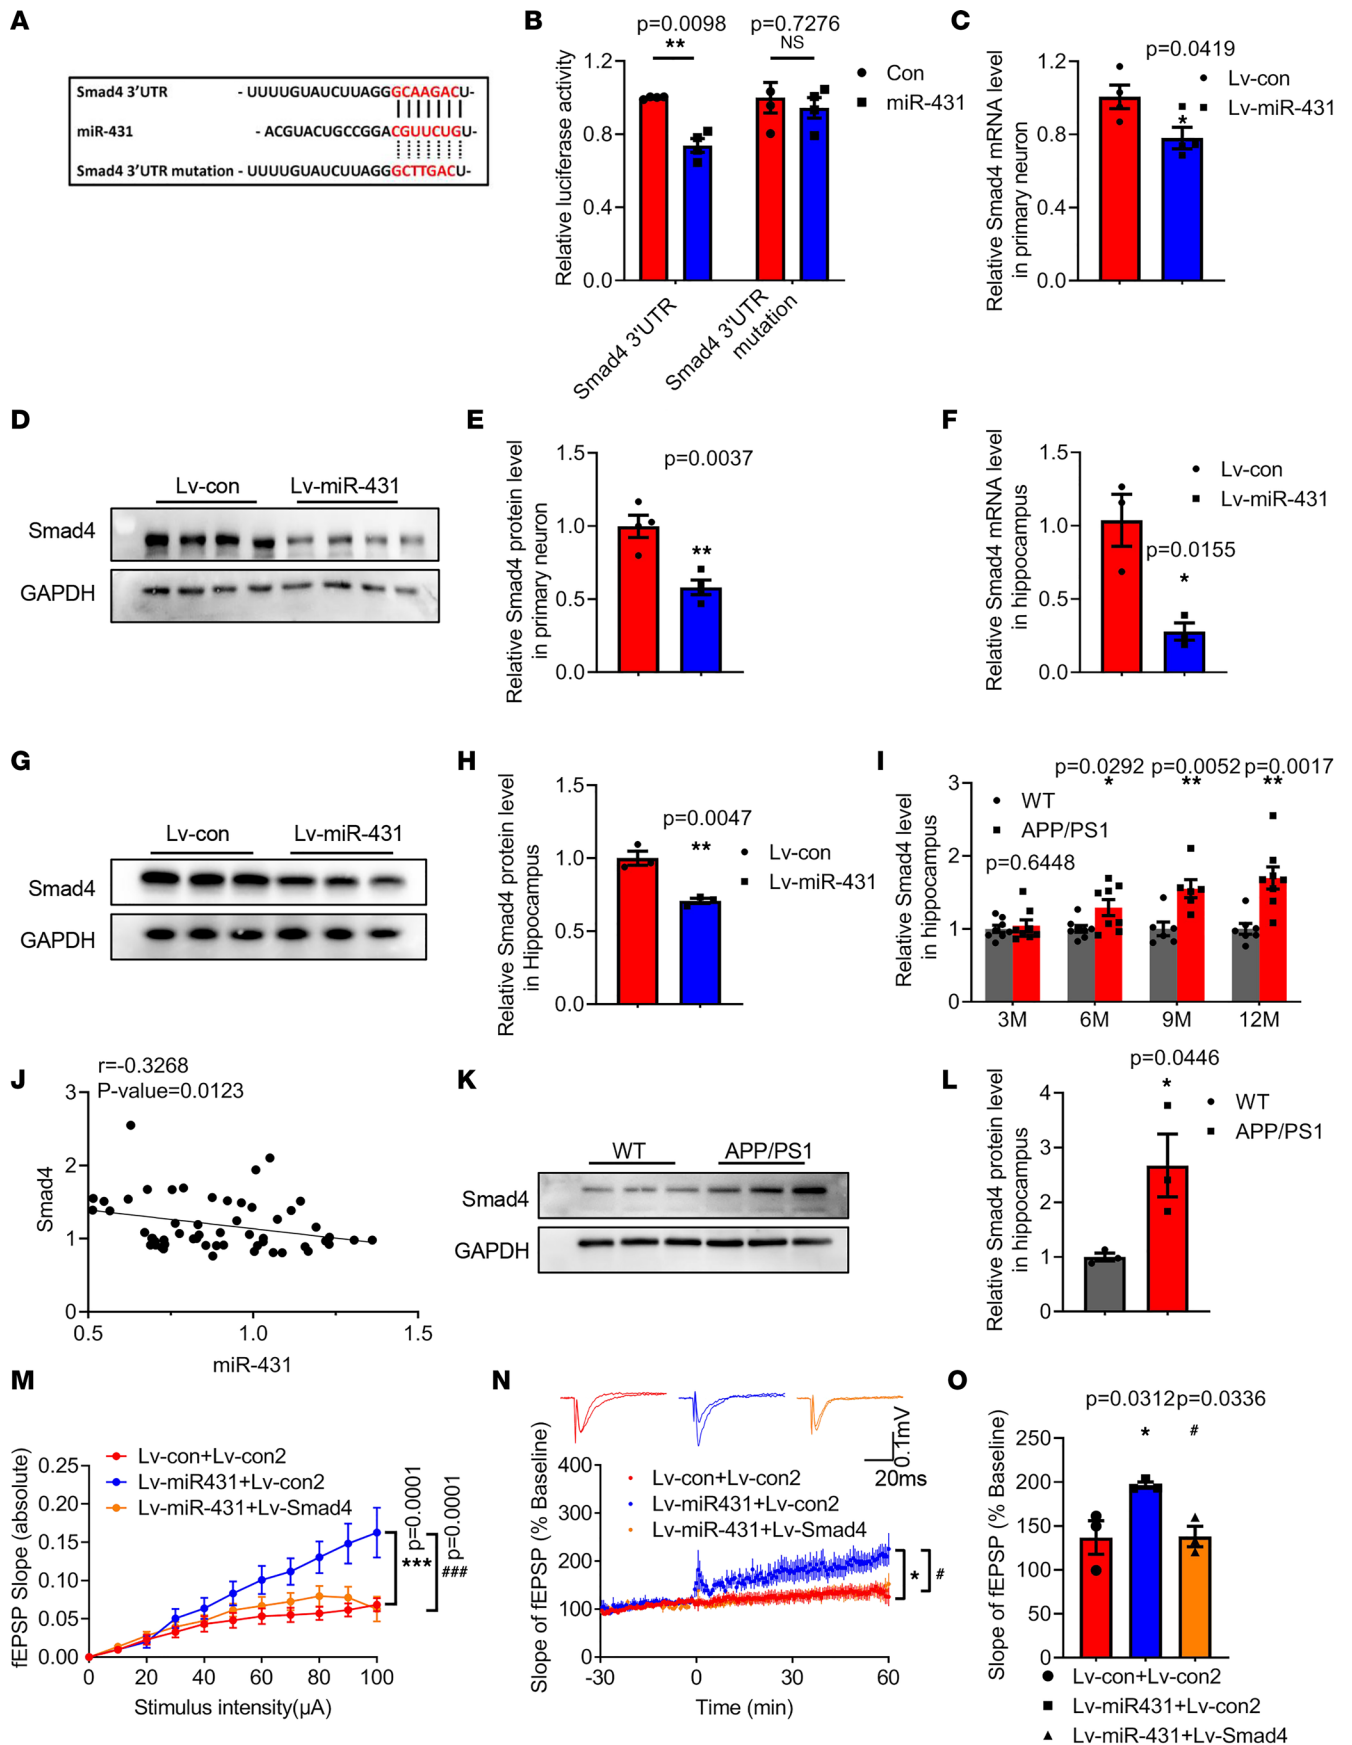 A
Smad4 3'UTR - UUUUGUAUCUUAGGGCAAGACU-
miR-431 - ACGUACUGCCGGACGUUCUGU-
Smad4 3'UTR mutation - UUUUGUAUCUUAGGGCTTGACU-
B
p=0.0098 p=0.7276
** NS
Con
miR-431
Relative luciferase activity
1.2
0.8
0.4
0.0
Smad4 3'UTR
Smad4 3'UTR
mutation
C
p=0.0419
Lv-con
Lv-miR-431
*
Relative Smad4 mRNA level
in primary neuron
1.2
0.8
0.4
0.0
D
Lv-con Lv-miR-431
Smad4
GAPDH
E
p=0.0037
**
Relative Smad4 protein level
in primary neuron
1.5
1.0
0.5
0.0
F
Lv-con
Lv-miR-431
p=0.0155
*
Relative Smad4 mRNA level
in hippocampus
1.5
1.0
0.5
0.0
G
Lv-con Lv-miR-431
Smad4
GAPDH
H
p=0.0047
**
Lv-con
Lv-miR-431
Relative Smad4 protein level
in Hippocampus
1.5
1.0
0.5
0.0
I
p=0.0292 p=0.0052 p=0.0017
* ** **
WT
APP/PS1
p=0.6448
Relative Smad4 level
in hippocampus
3
2
1
0
3M 6M 9M 12M
J
r=-0.3268
P-value=0.0123
Smad4
3
2
1
0
0.5 1.0 1.5
miR-431
K
WT APP/PS1
Smad4
GAPDH
L
p=0.0446
*
WT
APP/PS1
Relative Smad4 protein level
in hippocampus
4
3
2
1
0
M
Lv-con+Lv-con2
Lv-miR431+Lv-con2
Lv-miR-431+Lv-Smad4
fEPSP Slope (absolute)
0.25
0.20
0.15
0.10
0.05
0.00
0 20 40 60 80 100
Stimulus intensity(μA)
p=0.0001
***
p=0.0001
###
N
0.1mV
20ms
Lv-con+Lv-con2
Lv-miR431+Lv-con2
Lv-miR-431+Lv-Smad4
Slope of fEPSP (% Baseline)
400
300
200
100
0
* #
-30 0 30 60
Time (min)
O
p=0.0312 p=0.0336
* #
Slope of fEPSP (% Baseline)
250
200
150
100
50
0
Lv-con+Lv-con2
Lv-miR431+Lv-con2
Lv-miR-431+Lv-Smad4